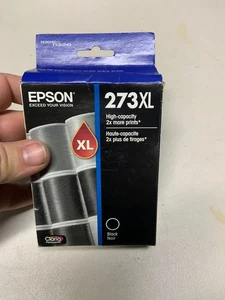 EPSON
EXCEED YOUR VISION
273XL
High-capacity
2x more prints*
Haute-capacité
2x plus de tirages*
XL
Black
Noir
Claria